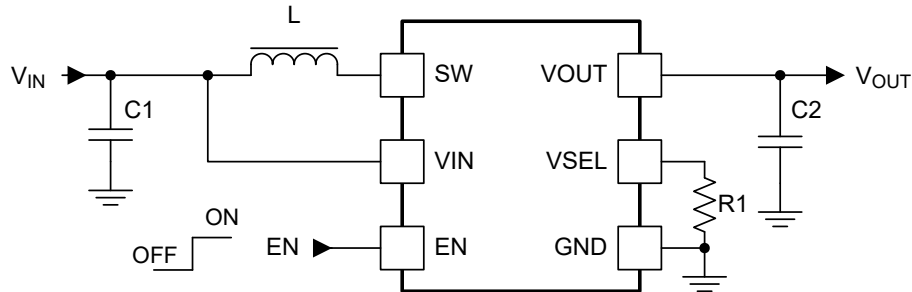 L
V_IN
SW
VOUT
V_OUT
C1
C2
VIN
VSEL
R1
ON
OFF
EN
EN
GND